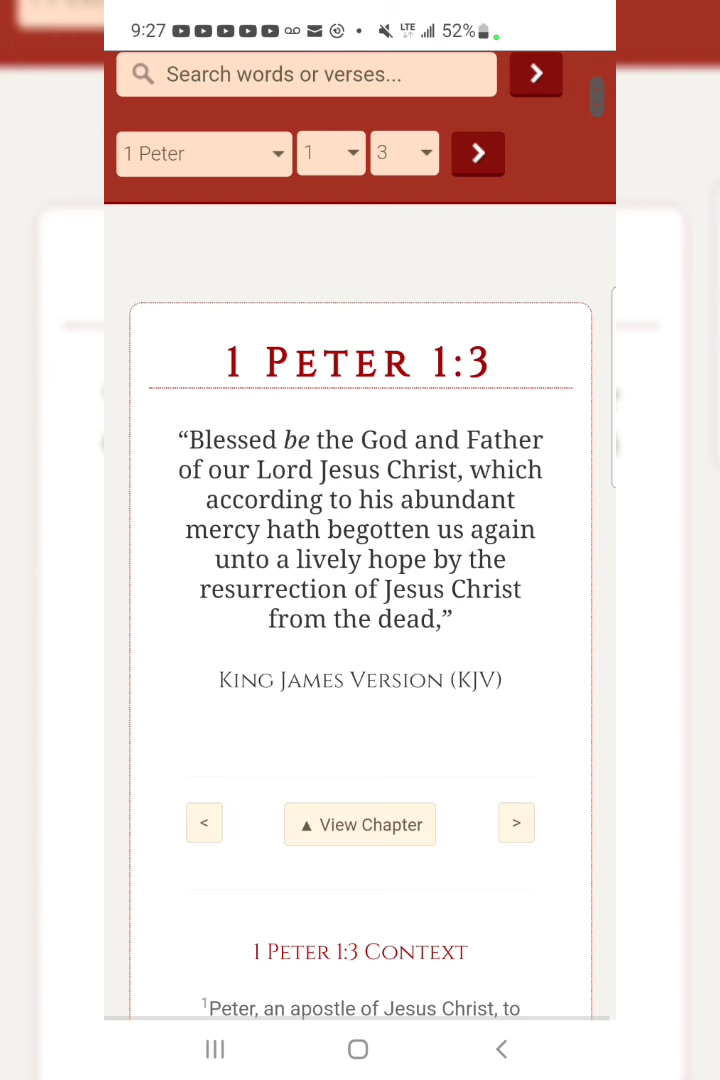 9:27 LTE 52%
Search words or verses...
1 Peter 1 3
1 Peter 1:3
“Blessed be the God and Father
of our Lord Jesus Christ, which
according to his abundant
mercy hath begotten us again
unto a lively hope by the
resurrection of Jesus Christ
from the dead,”
King James Version (KJV)
< ▲ View Chapter >
1 Peter 1:3 Context
1Peter, an apostle of Jesus Christ, to